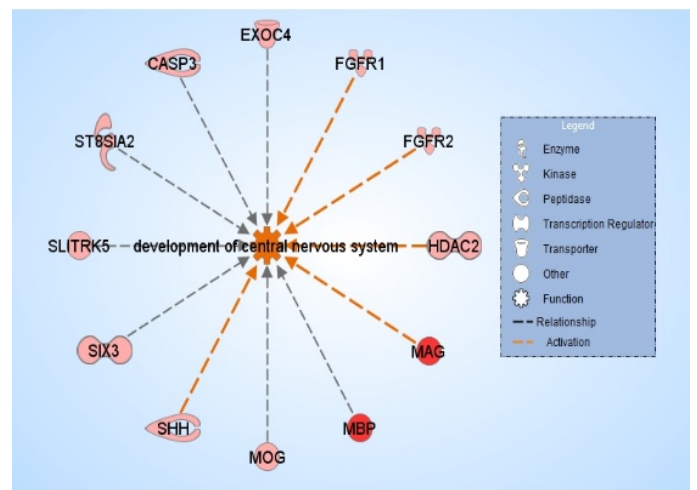 EXOC4
CASP3
FGFR1
ST8SIA2
FGFR2
SLITRK5
development of central nervous system
HDAC2
SIX3
MAG
SHH
MBP
MOG
Legend
Enzyme
Kinase
Peptidase
Transcription Regulator
Transporter
Other
Function
Relationship
Activation